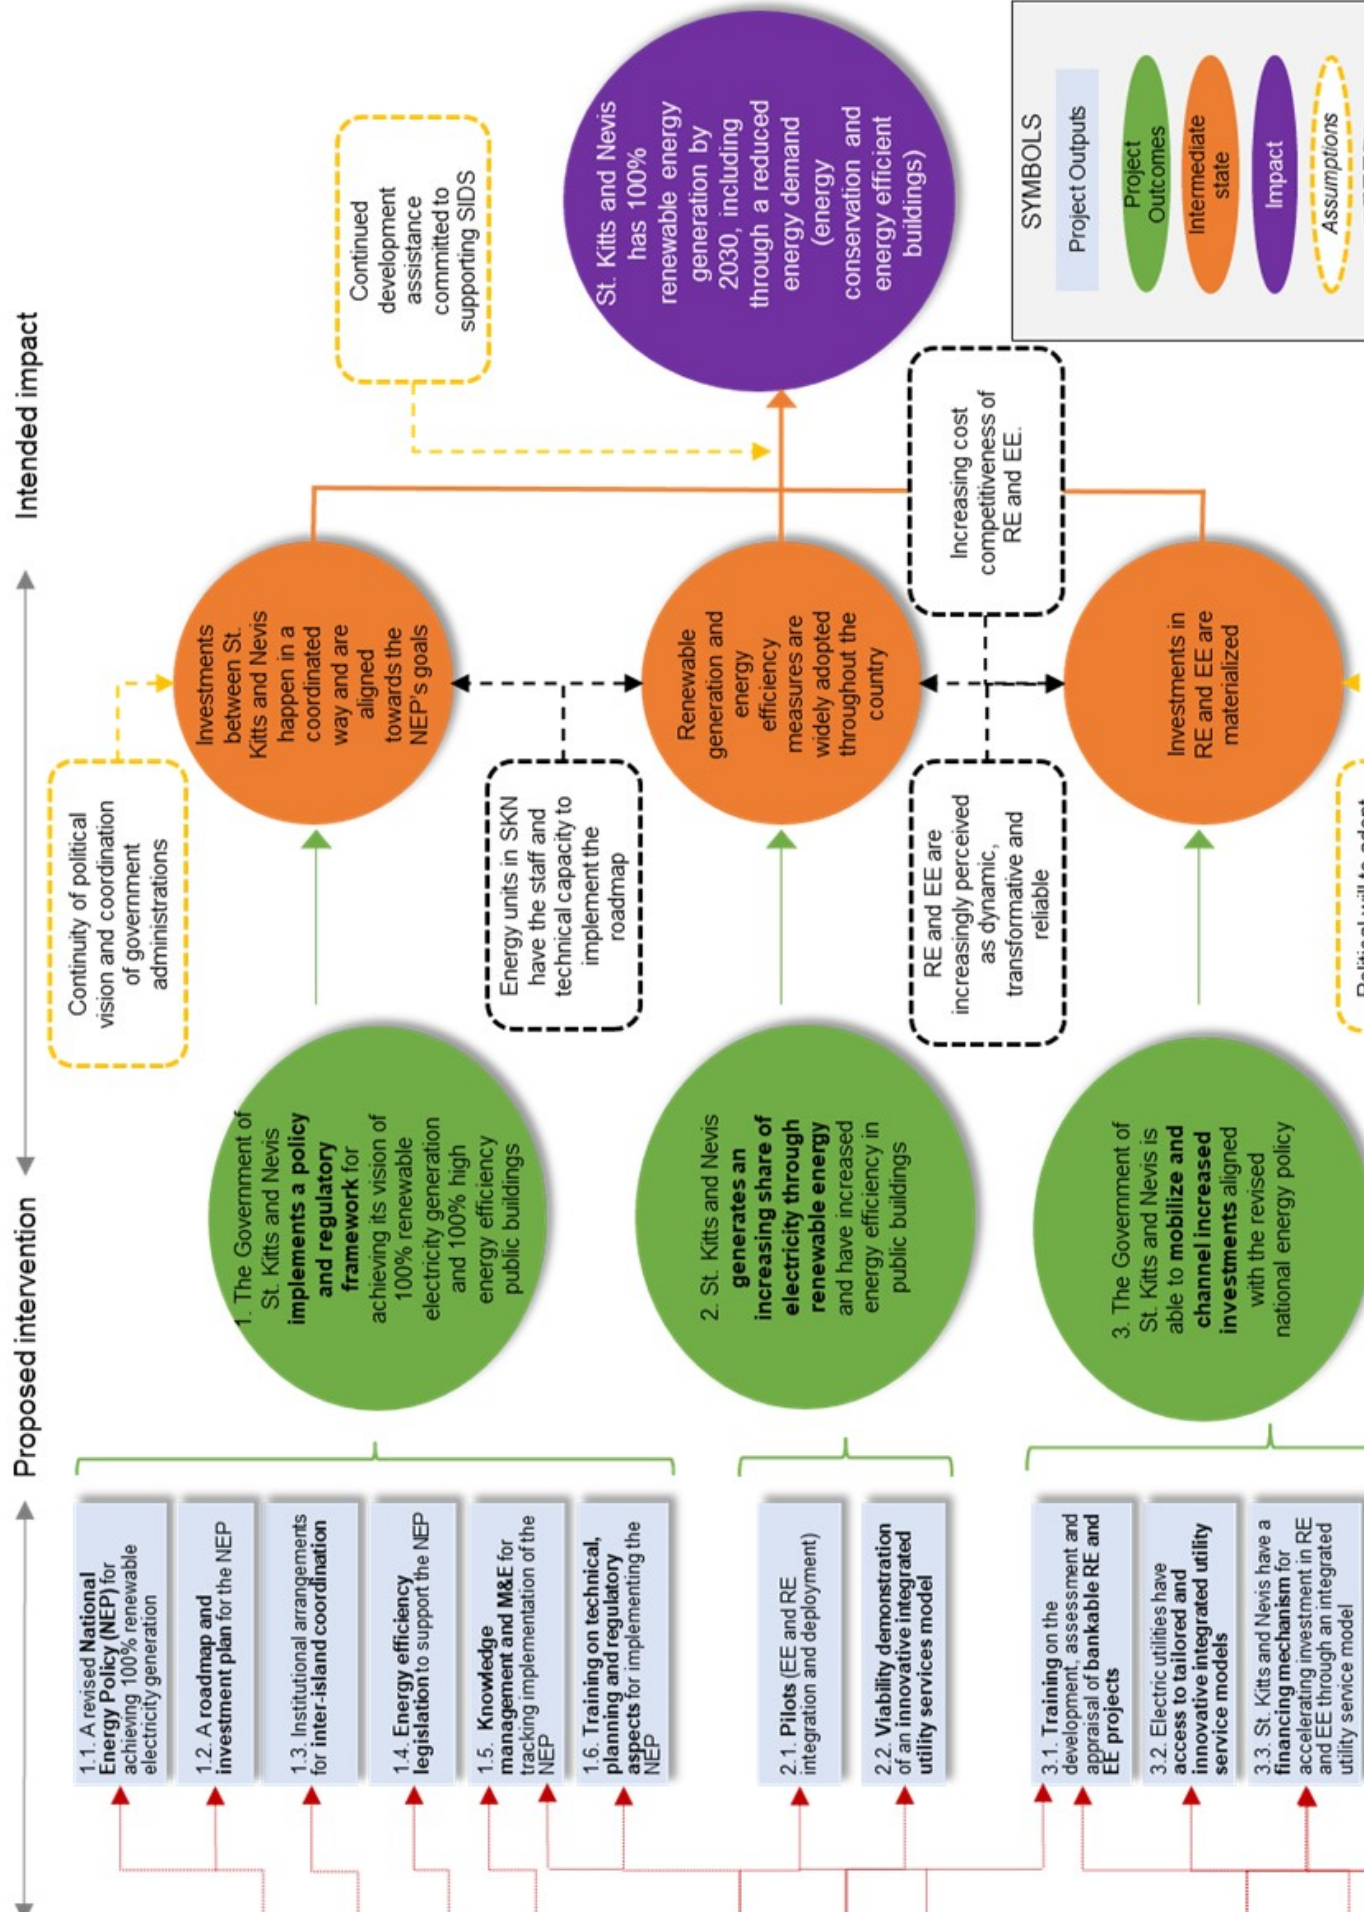 Proposed intervention
Intended impact
1.1. A revised National
Energy Policy (NEP) for
achieving 100% renewable
electricity generation
1.2. A roadmap and
investment plan for the NEP
1.3. Institutional arrangements
for inter-island coordination
1.4. Energy efficiency
legislation to support the NEP
1.5. Knowledge
management and M&E for
tracking implementation of the
NEP
1.6. Training on technical,
planning and regulatory
aspects for implementing the
NEP
2.1. Pilots (EE and RE
integration and deployment)
2.2. Viability demonstration
of an innovative integrated
utility services model
3.1. Training on the
development, assessment and
appraisal of bankable RE and
EE projects
3.2. Electric utilities have
access to tailored and
innovative integrated utility
service models
3.3. St. Kitts and Nevis have a
financing mechanism for
accelerating investment in RE
and EE through an integrated
utility service model
1. The Government of
St. Kitts and Nevis
implements a policy
and regulatory
framework for
achieving its vision of
100% renewable
electricity generation
and 100% high
energy efficiency
public buildings
2. St. Kitts and Nevis
generates an
increasing share of
electricity through
renewable energy
and have increased
energy efficiency in
public buildings
3. The Government of
St. Kitts and Nevis is
able to mobilize and
channel increased
investments aligned
with the revised
national energy policy
Continuity of political
vision and coordination
of government
administrations
Energy units in SKN
have the staff and
technical capacity to
implement the
roadmap
RE and EE are
increasingly perceived
as dynamic,
transformative and
reliable
Political will to adopt
Investments
between St.
Kitts and Nevis
happen in a
coordinated
way and are
aligned
towards the
NEP's goals
Renewable
generation and
energy
efficiency
measures are
widely adopted
throughout the
country
Investments in
RE and EE are
materialized
Increasing cost
competitiveness of
RE and EE.
Continued
development
assistance
committed to
supporting SIDS
St. Kitts and Nevis
has 100%
renewable energy
generation by
2030, including
through a reduced
energy demand
(energy
conservation and
energy efficient
buildings)
SYMBOLS
Project Outputs
Project
Outcomes
Intermediate
state
Impact
Assumptions